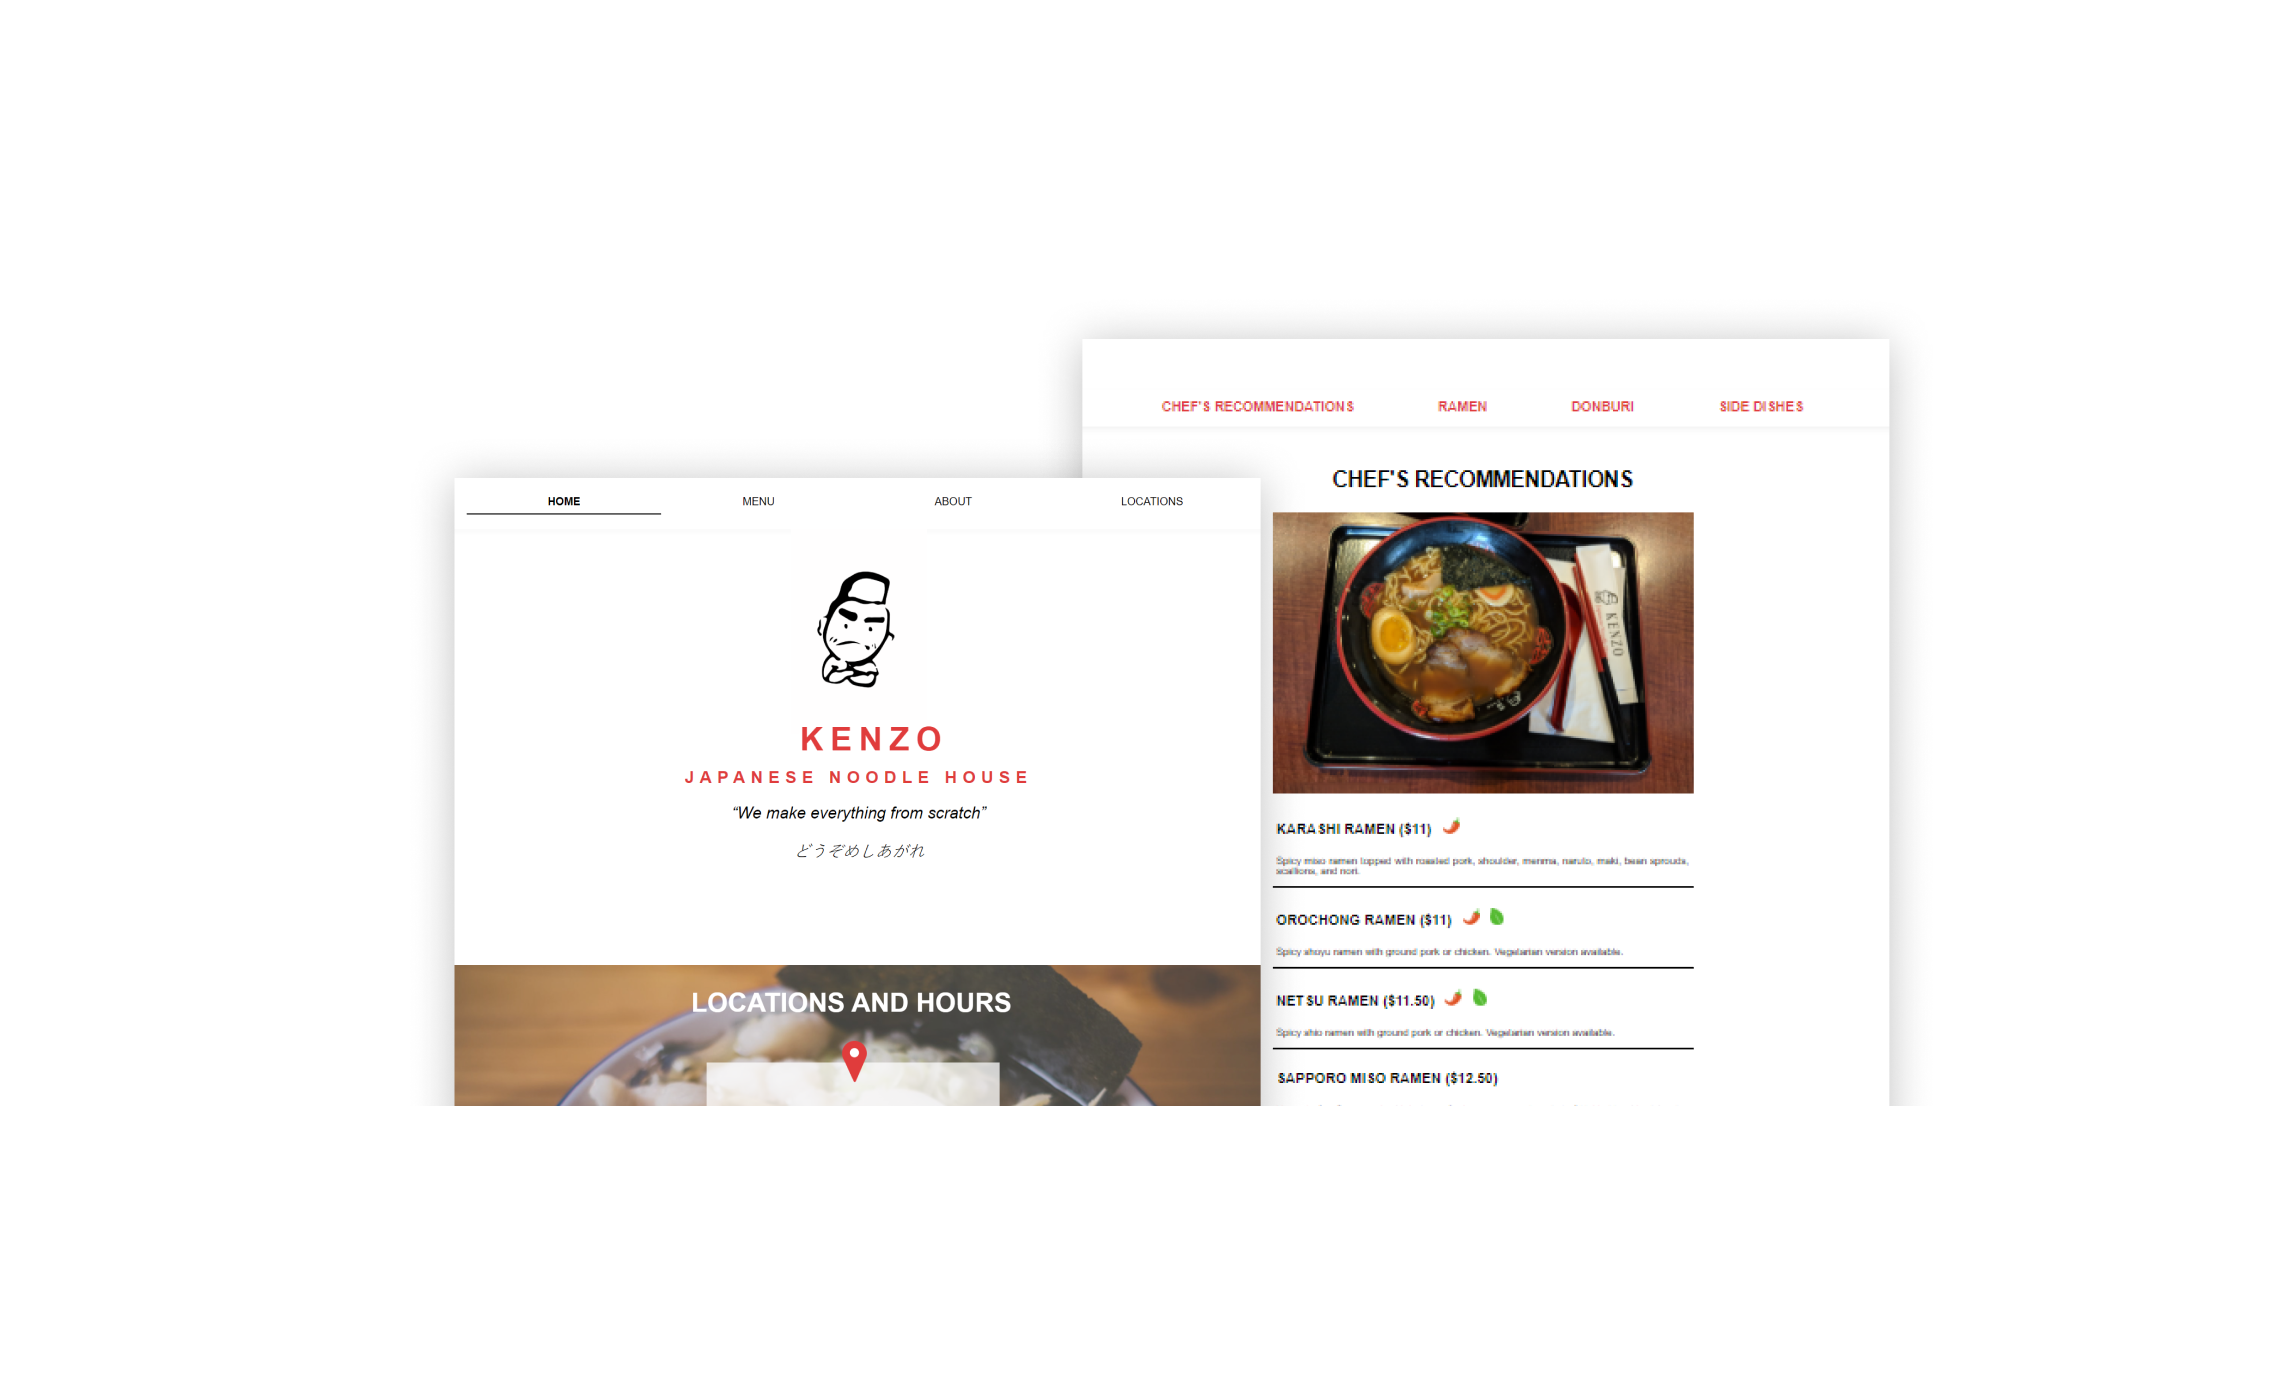 HOME
MENU
ABOUT
LOCATIONS
KENZO
JAPANESE NOODLE HOUSE
“We make everything from scratch”
どうぞめしあがれ
LOCATIONS AND HOURS
CHEF'S RECOMMENDATIONS
RAMEN
DONBURI
SIDE DISHES
CHEF'S RECOMMENDATIONS
KENZO
KARASHI RAMEN ($11)
Spicy miso ramen topped with roasted pork, shoulder, menma, naruto, maki, bean sprouts,
scallions, and nori.
OROCHONG RAMEN ($11)
Spicy shoyu ramen with ground pork or chicken. Vegetarian version available.
NETSU RAMEN ($11.50)
Spicy shio ramen with ground pork or chicken. Vegetarian version available.
SAPPORO MISO RAMEN ($12.50)